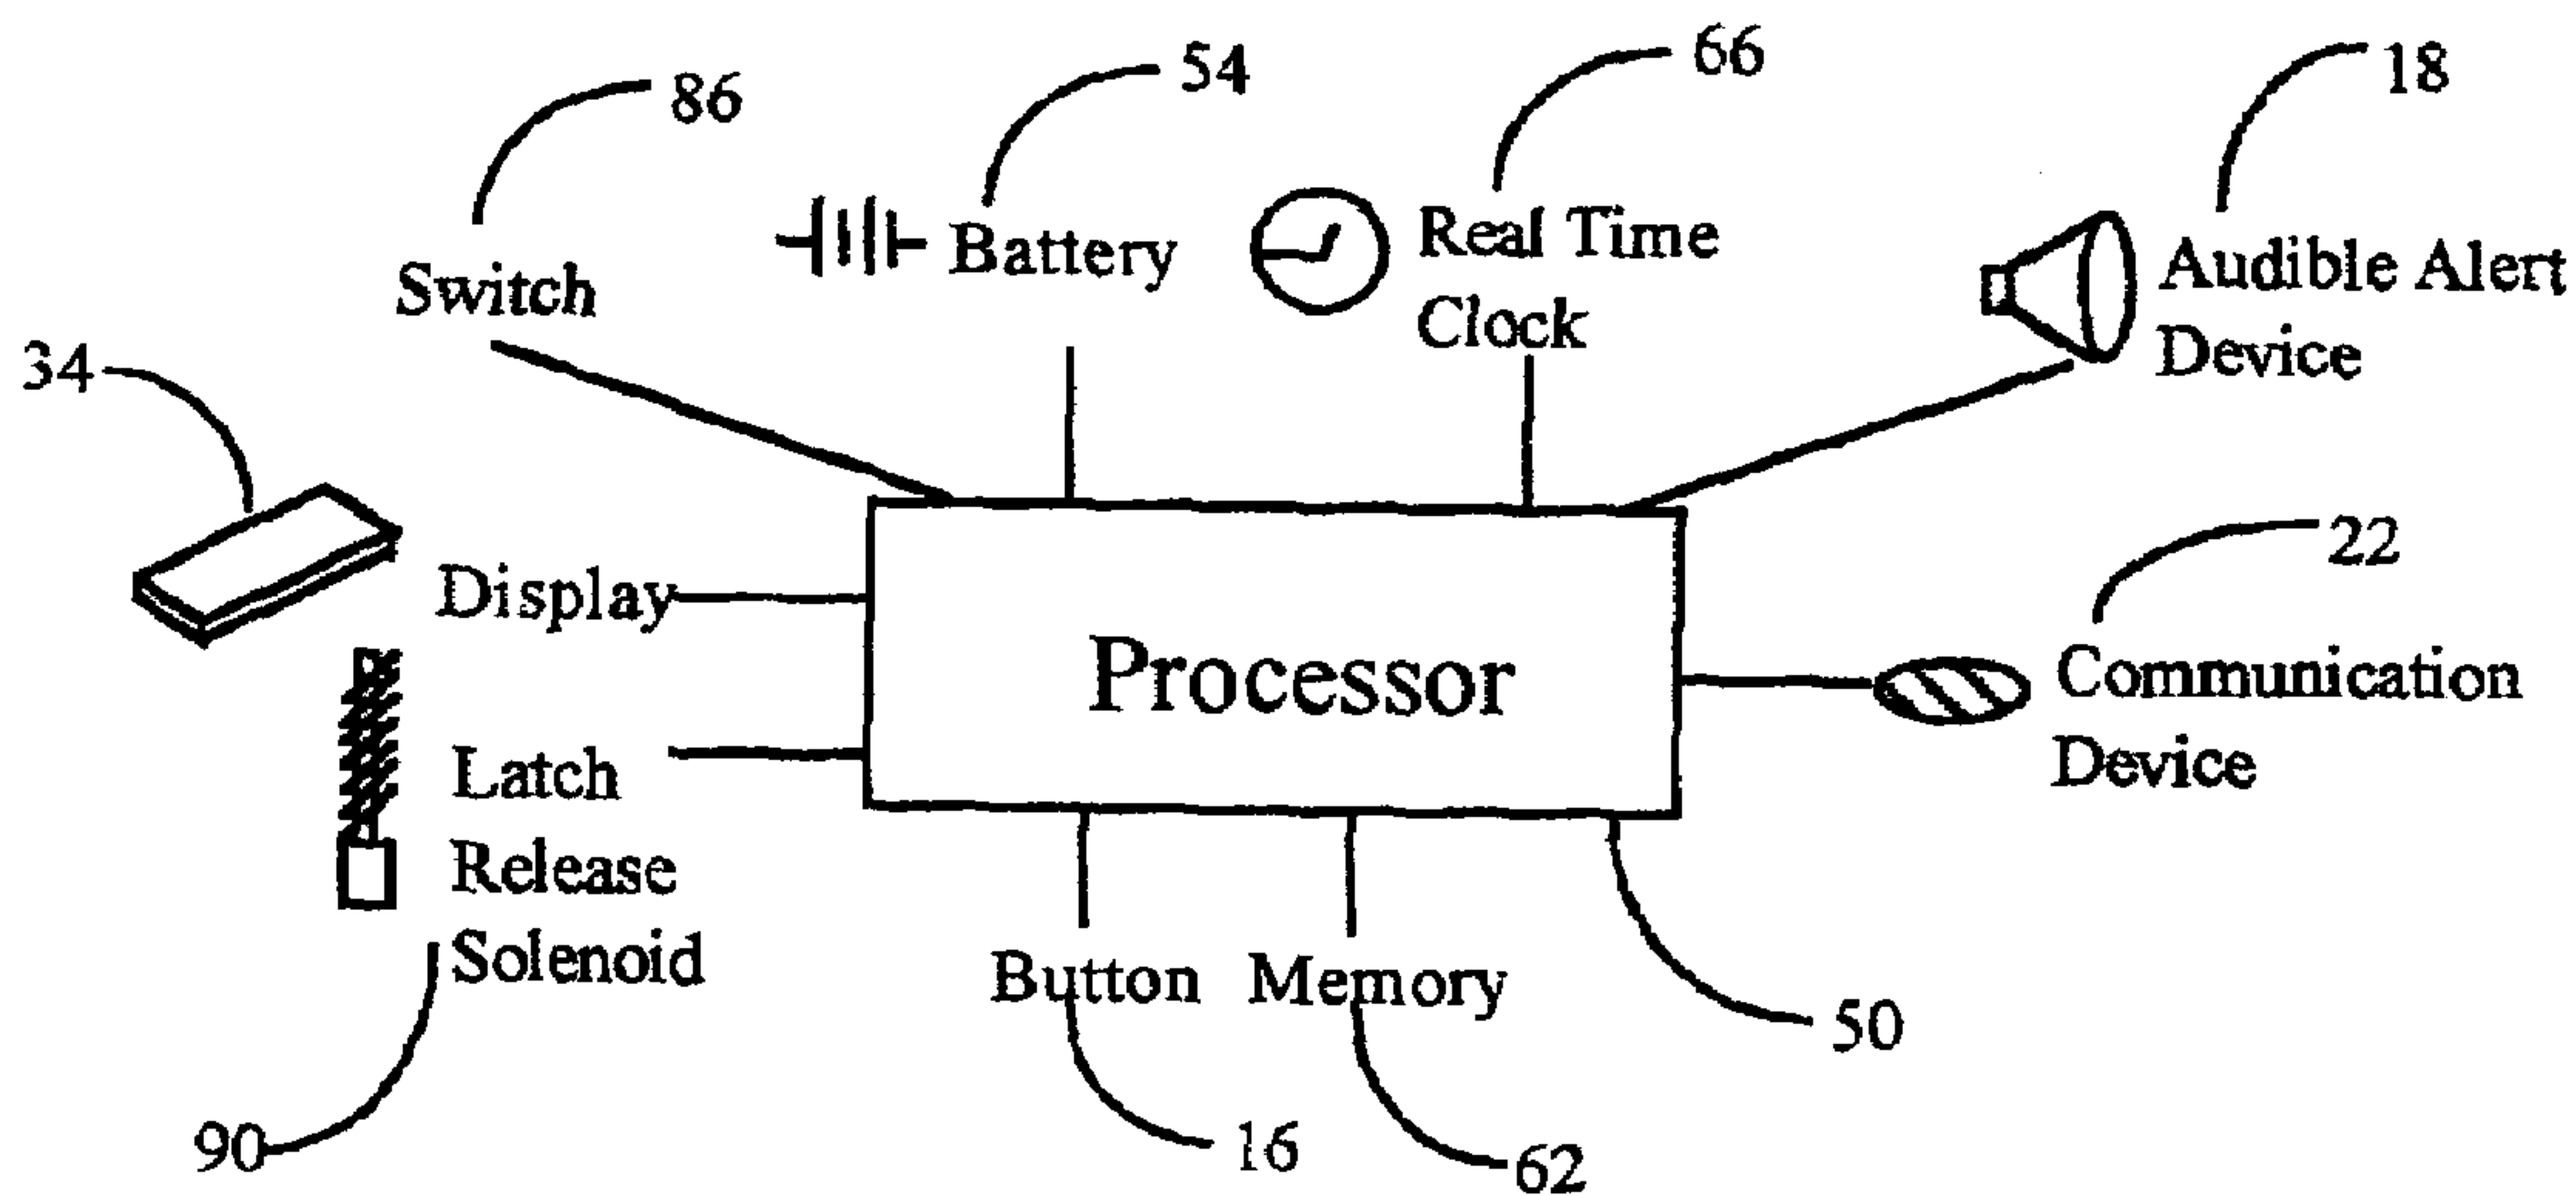 66
54
18
86
Battery
Real Time
Clock
Audible Alert
Device
Switch
34
22
Display
Processor
Communication
Device
Latch
Release
Solenoid
Button
Memory
50
90
16
62